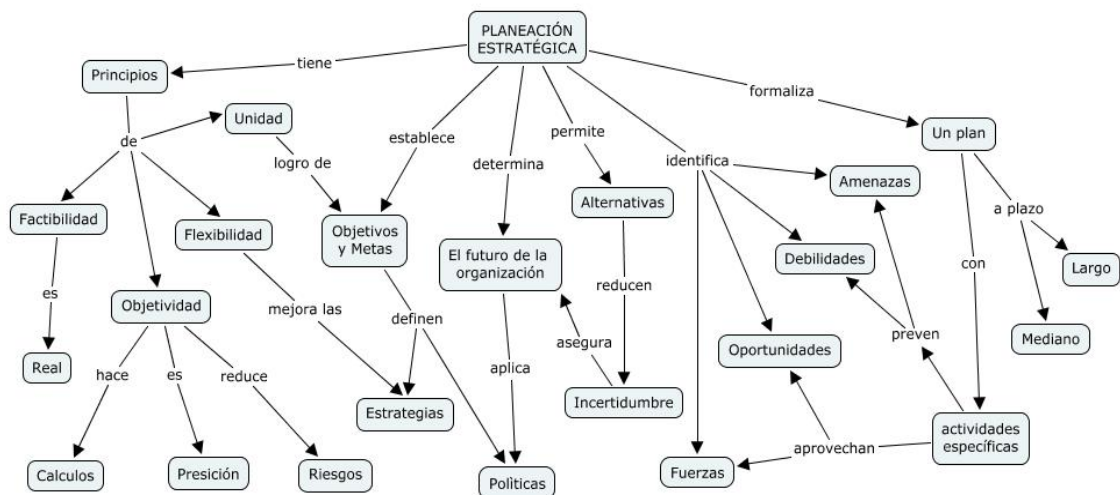 PLANEACIÓN
ESTRATÉGICA
tiene
Principios
formaliza
Unidad
establece
permite
Un plan
de
logro de
determina
identifica
Amenazas
Factibilidad
Flexibilidad
Objetivos
y Metas
Alternativas
a plazo
El futuro de la
organización
Debilidades
con
Largo
es
Objetividad
mejora las
definen
reducen
asegura
Oportunidades
preven
Mediano
Real
hace
es
reduce
aplica
Estrategias
Incertidumbre
actividades
específicas
aprovechan
Calculos
Presición
Riesgos
Polìticas
Fuerzas